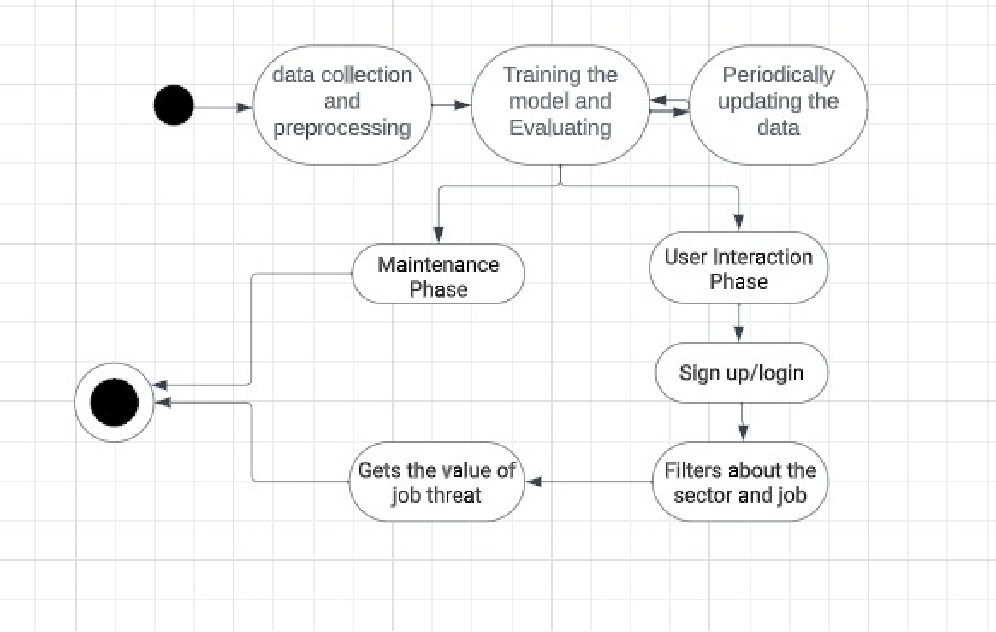 data collection
and
preprocessing
Training the
model and
Evaluating
Periodically
updating the
data
Maintenance
Phase
User Interaction
Phase
Sign up/login
Gets the value of
job threat
Filters about the
sector and job